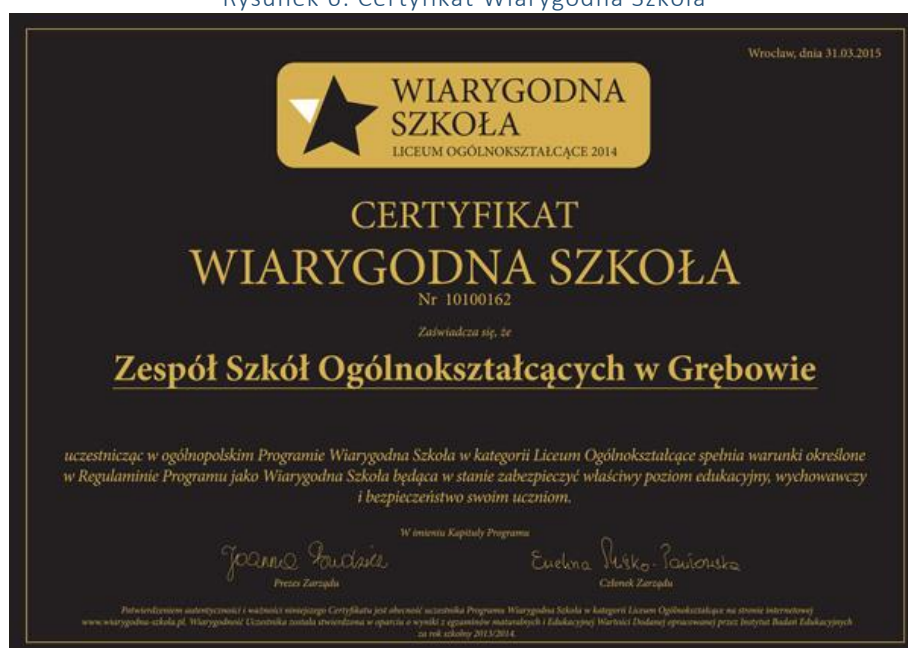 Rysunek 6. Certyfikat Wiarygodna Szkoła
Wrocław, dnia 31.03.2015
WIARYGODNA
SZKOŁA
LICEUM OGÓLNOKSZTAŁCĄCE 2014
CERTYFIKAT
WIARYGODNA SZKOŁA
Nr 10100162
Zaświadcza się, że
Zespół Szkół Ogólnokształcących w Grębowie
uczestnicząc w ogólnopolskim Programie Wiarygodna Szkoła w kategorii Liceum Ogólnokształcące spełnia warunki określone
w Regulaminie Programu jako Wiarygodna Szkoła będąca w stanie zabezpieczyć właściwy poziom edukacyjny, wychowawczy
i bezpieczeństwo swoim uczniom.
W imieniu Kapituły Programu
Joanna
Ewelina
Prezes Zarządu
Członek Zarządu
Potwierdzeniem autentyczności i ważności niniejszego Certyfikatu jest obecność uczestnika Programu Wiarygodna Szkoła w kategorii Liceum Ogólnokształcące na stronie internetowej
www.wiarygodna-szkola.pl. Wiarygodność Uczestnika została stwierdzona w oparciu o wyniki z egzaminów maturalnych i Edukacyjnej Wartości Dodanej opracowanej przez Instytut Badań Edukacyjnych
za rok szkolny 2013/2014.